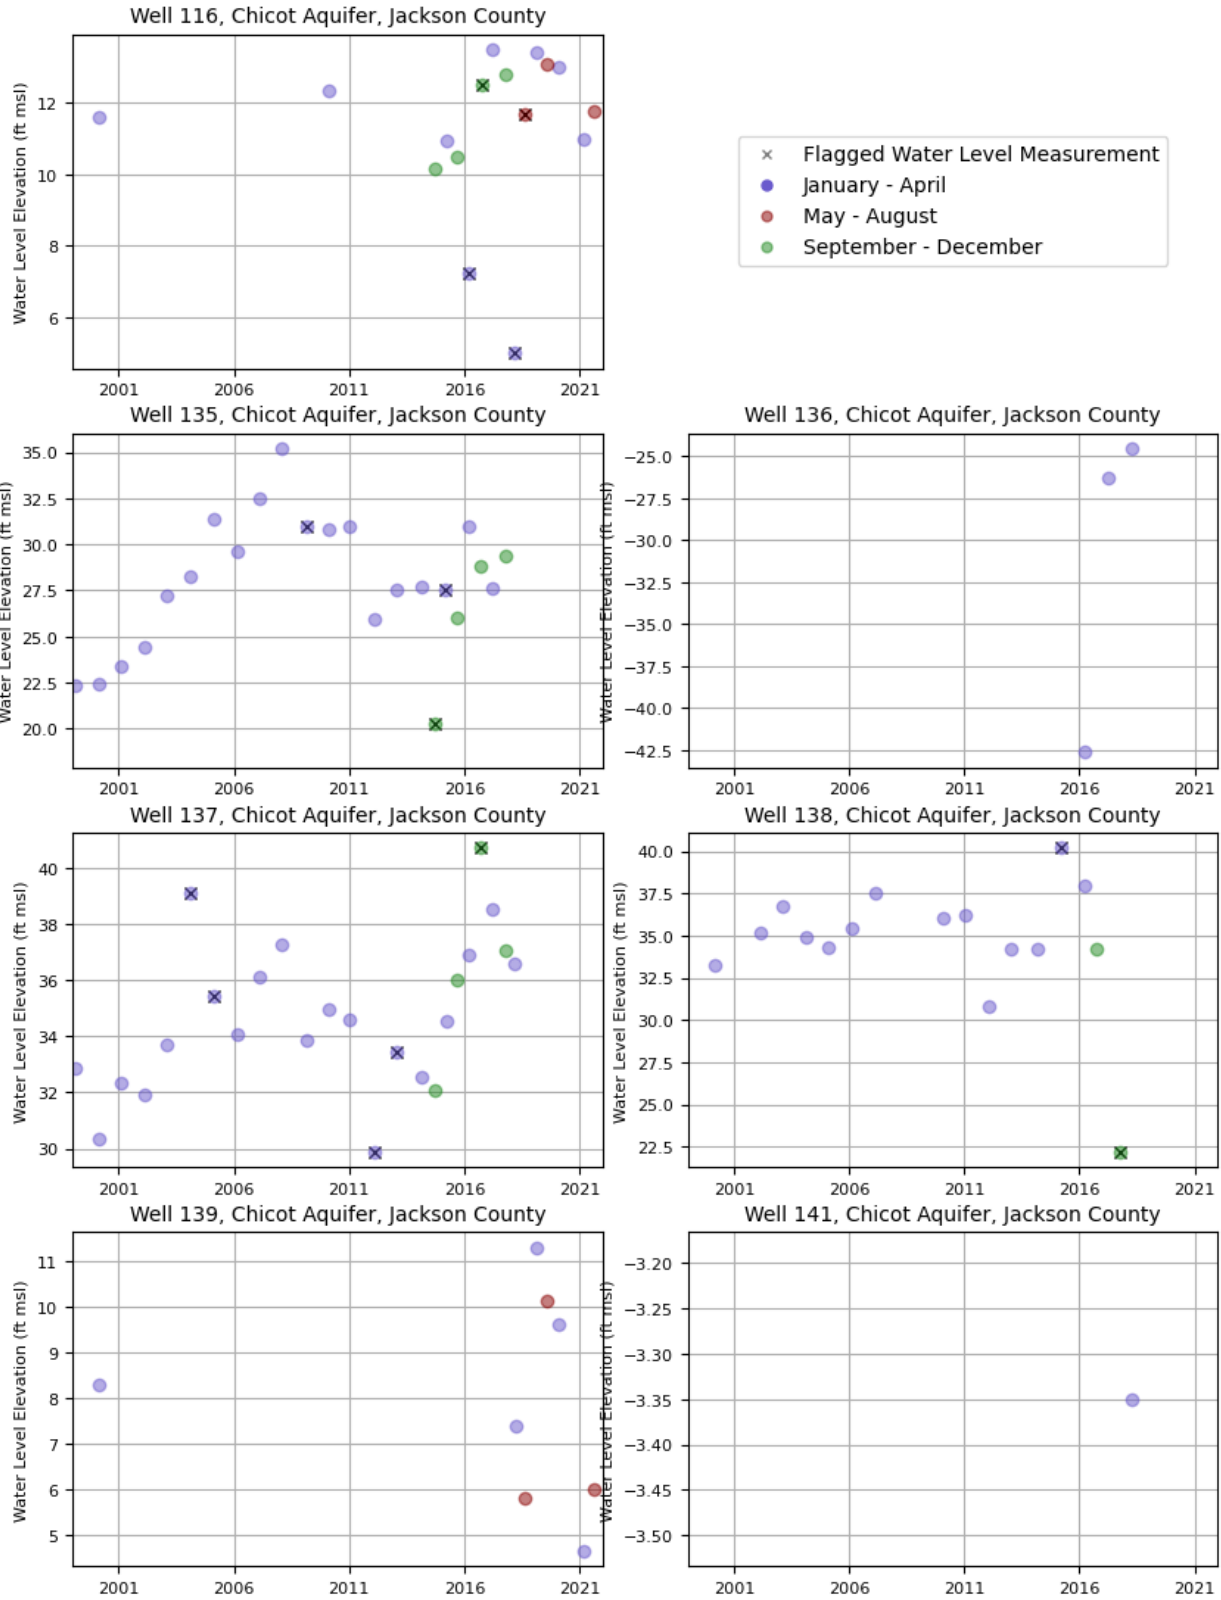 Well 116, Chicot Aquifer, Jackson County
Water Level Elevation (ft msl)
12
10
8
6
2001 2006 2011 2016 2021
Flagged Water Level Measurement
January - April
May - August
September - December
Well 135, Chicot Aquifer, Jackson County
Water Level Elevation (ft msl)
35.0
32.5
30.0
27.5
25.0
22.5
20.0
2001 2006 2011 2016 2021
Well 136, Chicot Aquifer, Jackson County
Water Level Elevation (ft msl)
−25.0
−27.5
−30.0
−32.5
−35.0
−37.5
−40.0
−42.5
2001 2006 2011 2016 2021
Well 137, Chicot Aquifer, Jackson County
Water Level Elevation (ft msl)
40
38
36
34
32
30
2001 2006 2011 2016 2021
Well 138, Chicot Aquifer, Jackson County
Water Level Elevation (ft msl)
40.0
37.5
35.0
32.5
30.0
27.5
25.0
22.5
2001 2006 2011 2016 2021
Well 139, Chicot Aquifer, Jackson County
Water Level Elevation (ft msl)
11
10
9
8
7
6
5
2001 2006 2011 2016 2021
Well 141, Chicot Aquifer, Jackson County
Water Level Elevation (ft msl)
−3.20
−3.25
−3.30
−3.35
−3.40
−3.45
−3.50
2001 2006 2011 2016 2021